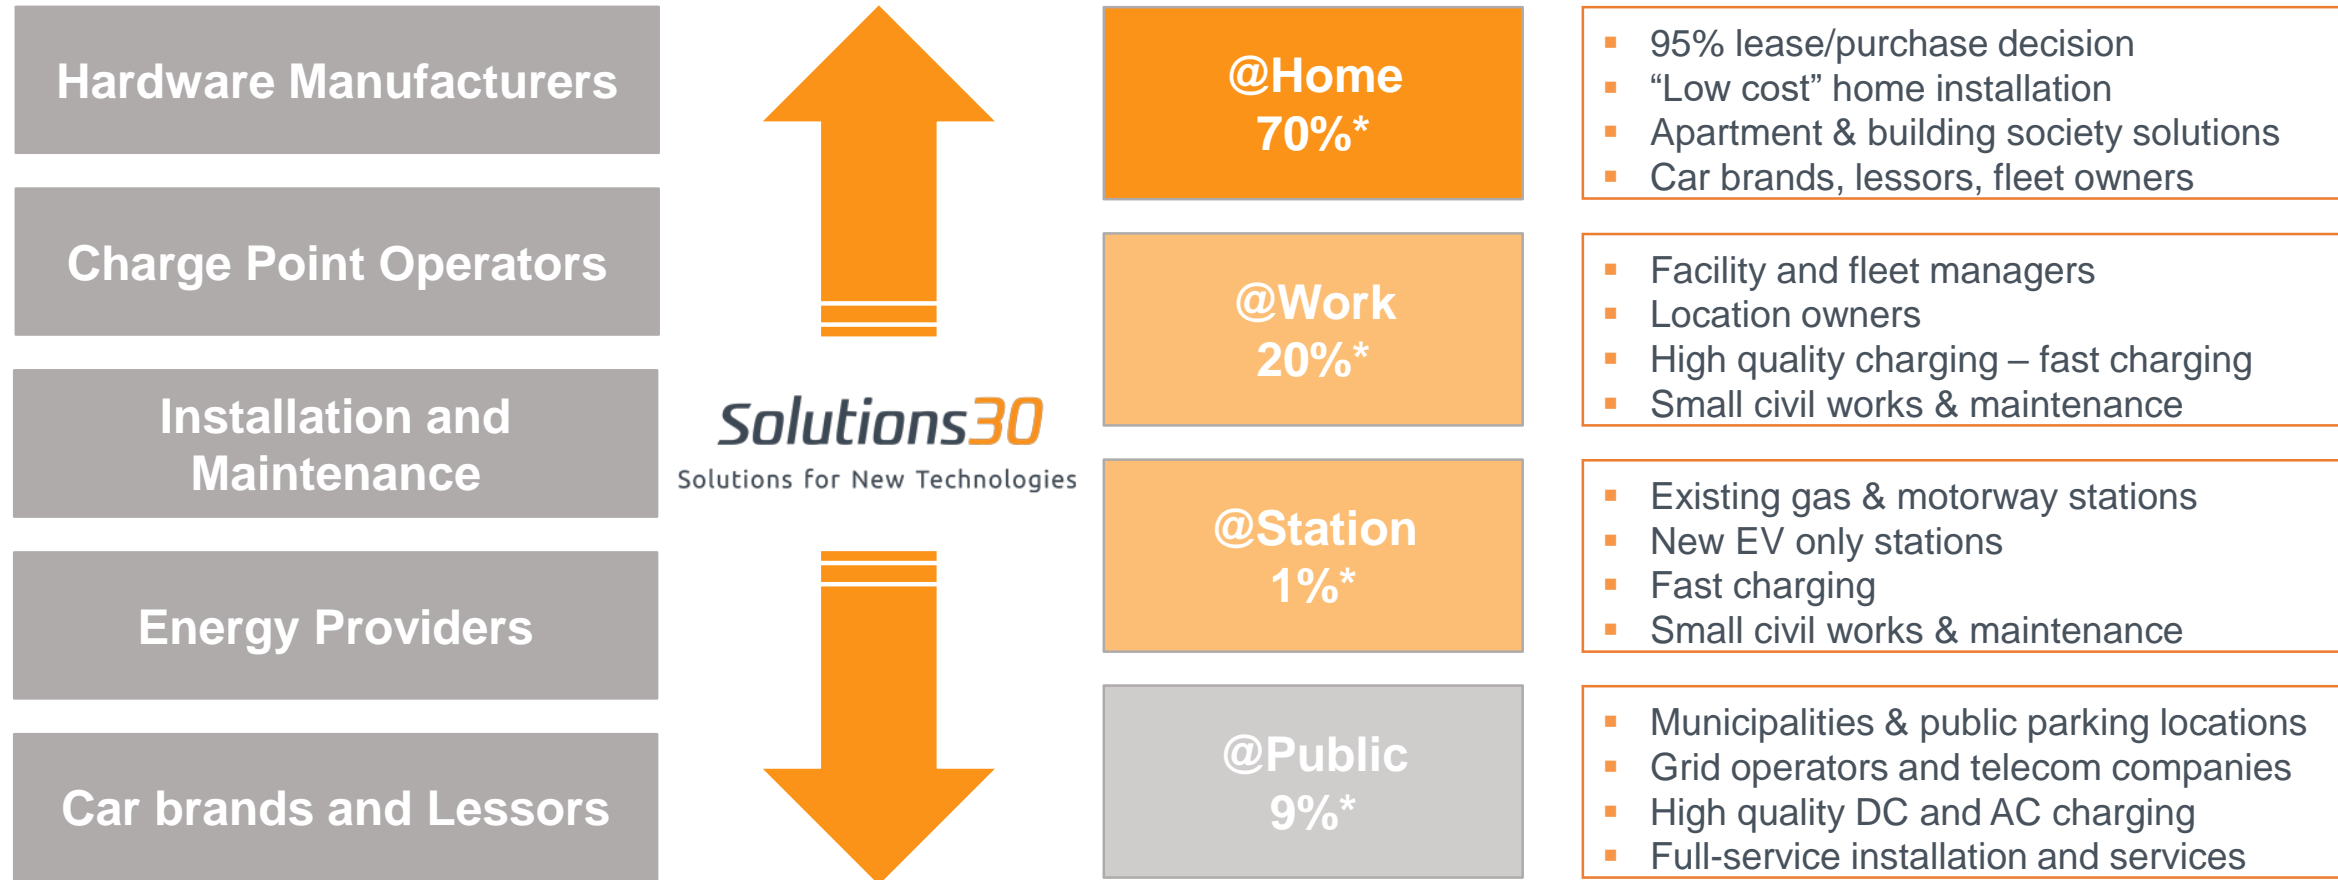 Hardware Manufacturers
Charge Point Operators
Installation and
Maintenance
Energy Providers
Car brands and Lessors
Solutions30
Solutions for New Technologies
@Home
70%*
@Work
20%*
@Station
1%*
@Public
9%*
▪ 95% lease/purchase decision
▪ “Low cost” home installation
▪ Apartment & building society solutions
▪ Car brands, lessors, fleet owners
▪ Facility and fleet managers
▪ Location owners
▪ High quality charging – fast charging
▪ Small civil works & maintenance
▪ Existing gas & motorway stations
▪ New EV only stations
▪ Fast charging
▪ Small civil works & maintenance
▪ Municipalities & public parking locations
▪ Grid operators and telecom companies
▪ High quality DC and AC charging
▪ Full-service installation and services